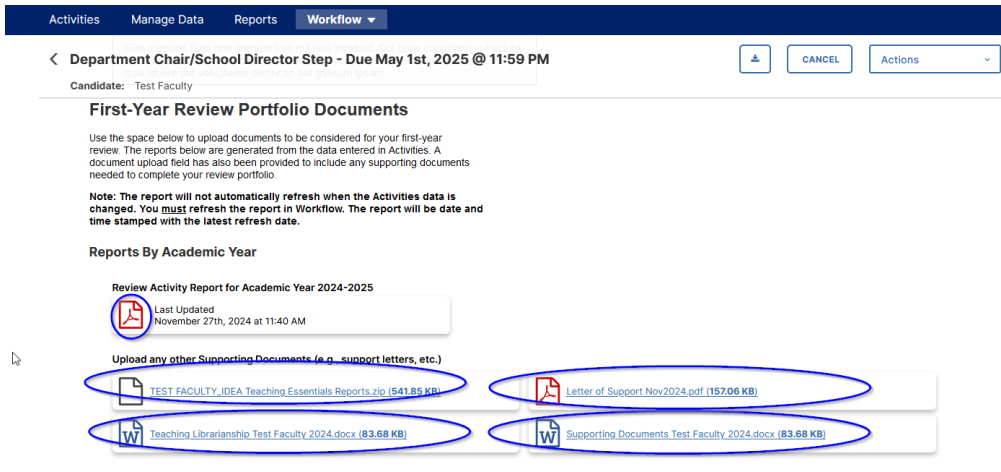 Activities Manage Data Reports Workflow
Department Chair/School Director Step - Due May 1st, 2025 @ 11:59 PM
CANCEL Actions
Candidate: Test Faculty
First-Year Review Portfolio Documents
Use the space below to upload documents to be considered for your first-year
review. The reports below are generated from the data entered in Activities. A
document upload field has also been provided to include any supporting documents
needed to complete your review portfolio.
Note: The report will not automatically refresh when the Activities data is
changed. You must refresh the report in Workflow. The report will be date and
time stamped with the latest refresh date.
Reports By Academic Year
Review Activity Report for Academic Year 2024-2025
Last Updated
November 27th, 2024 at 11:40 AM
Upload any other Supporting Documents (e.g., support letters, etc.)
TEST FACULTY_IDEA Teaching Essentials Reports.zip (541.85 KB) Letter of Support Nov2024.pdf (157.06 KB)
Teaching Librarianship Test Faculty 2024.docx (83.68 KB) Supporting Documents Test Faculty 2024.docx (83.68 KB)